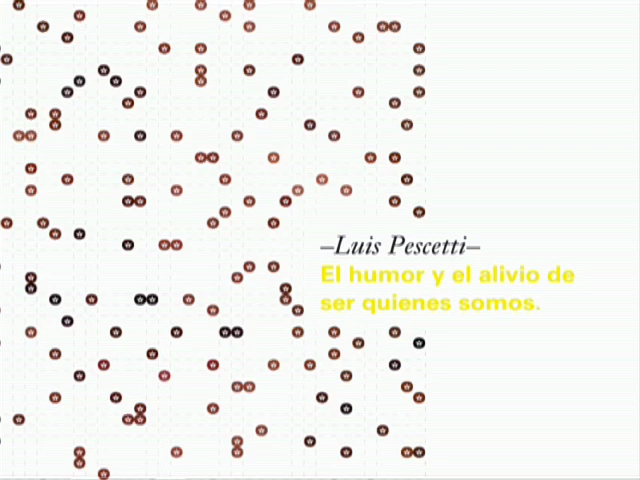 –Luis Pescetti–
El humor y el alivio de
ser quienes somos.